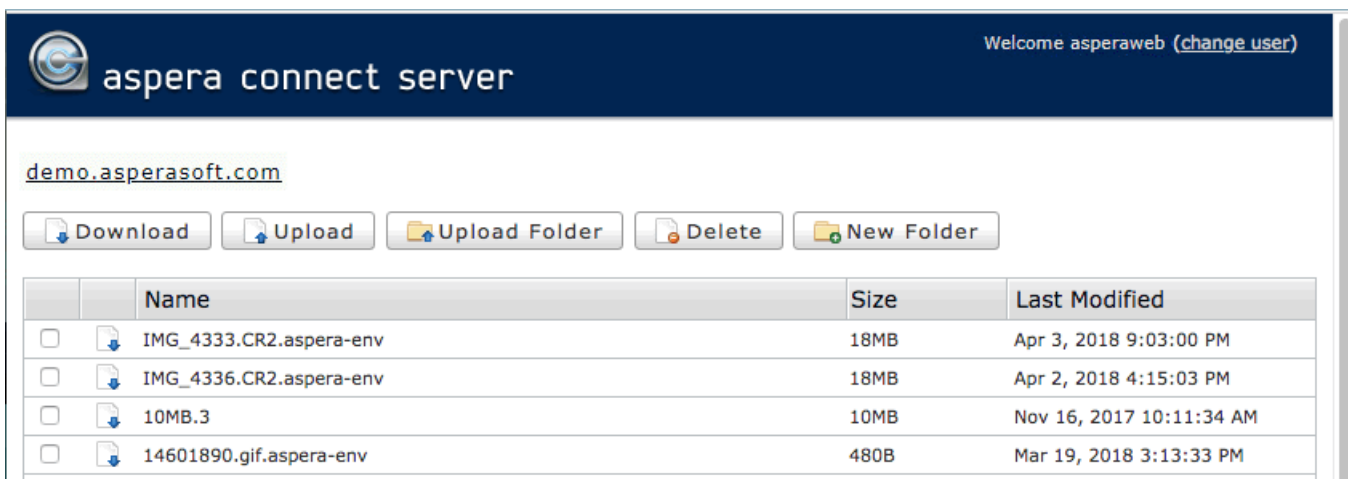 Welcome asperaweb (change user)
aspera connect server
demo.asperasoft.com
Download Upload Upload Folder Delete New Folder
Name Size Last Modified
IMG_4333.CR2.aspera-env 18MB Apr 3, 2018 9:03:00 PM
IMG_4336.CR2.aspera-env 18MB Apr 2, 2018 4:15:03 PM
10MB.3 10MB Nov 16, 2017 10:11:34 AM
14601890.gif.aspera-env 480B Mar 19, 2018 3:13:33 PM